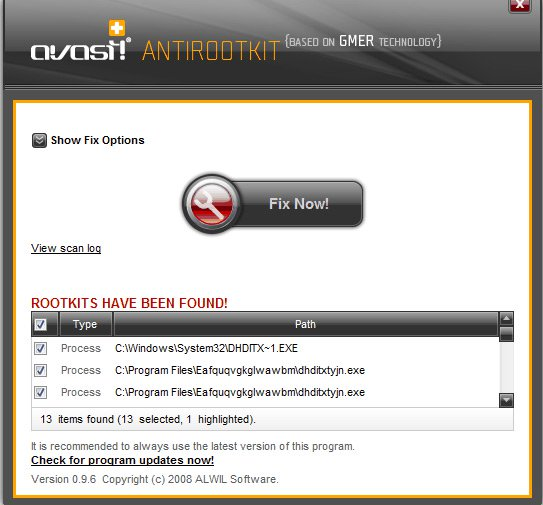 avast! ANTIROOTKIT {BASED ON GMER TECHNOLOGY}
Show Fix Options
Fix Now!
View scan log
ROOTKITS HAVE BEEN FOUND!
Type Path
Process C:\Windows\System32\DHDITX~1.EXE
Process C:\Program Files\Eafquqvgkglwawbm\dhditxtyjn.exe
Process C:\Program Files\Eafquqvgkglwawbm\dhditxtyjn.exe
13 items found (13 selected, 1 highlighted).
It is recommended to always use the latest version of this program.
Check for program updates now!
Version 0.9.6 Copyright (c) 2008 ALWIL Software.